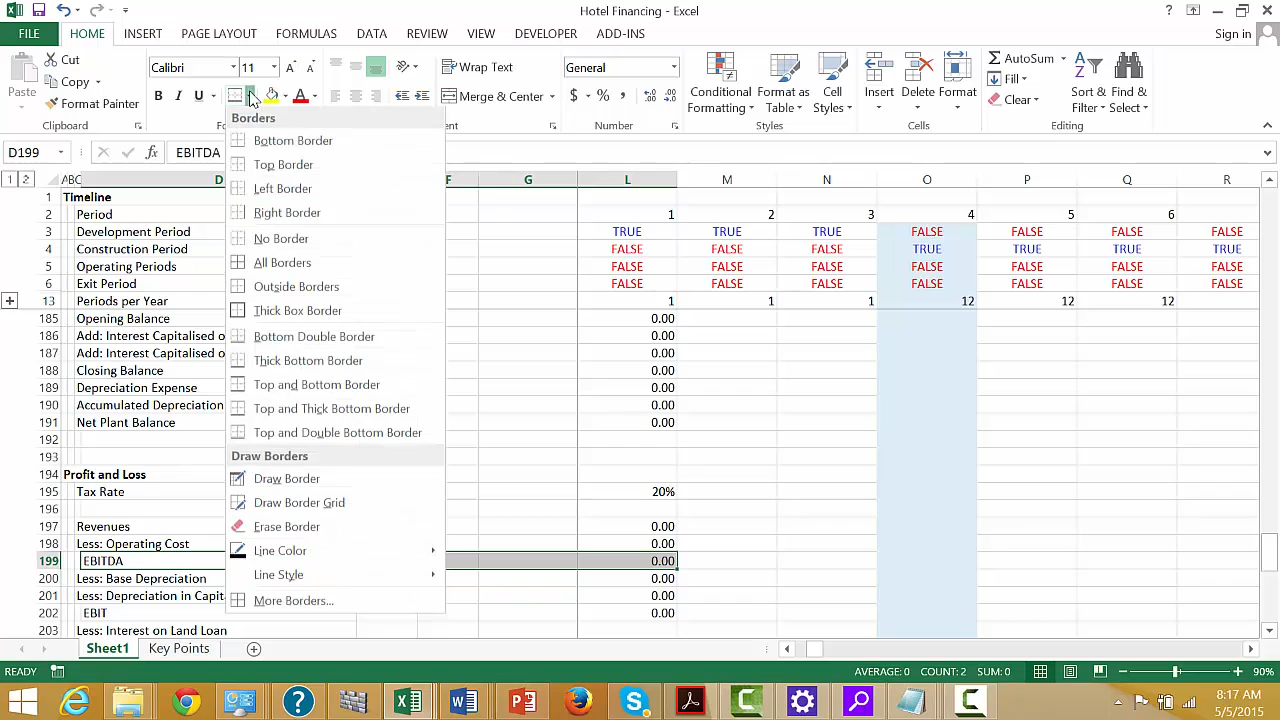 Hotel Financing - Excel
?
FILE HOME INSERT PAGE LAYOUT FORMULAS DATA REVIEW VIEW DEVELOPER ADD-INS Sign in
Cut
Copy
Format Painter
Paste
Clipboard
Calibri 11
B I U A
Wrap Text
Merge & Center
General
$ % ,
Number
Conditional Formatting
Format as Table
Cell Styles
Styles
Insert Delete Format
Cells
AutoSum
Fill
Clear
Sort & Filter
Find & Select
Editing
D199 fx EBITDA
Borders
Bottom Border
Top Border
Left Border
Right Border
No Border
All Borders
Outside Borders
Thick Box Border
Bottom Double Border
Thick Bottom Border
Top and Bottom Border
Top and Thick Bottom Border
Top and Double Bottom Border
Draw Borders
Draw Border
Draw Border Grid
Erase Border
Line Color
Line Style
More Borders...
1 2 ABC D F G L M N O P Q R
1 Timeline
2 Period 1 2 3 4 5 6
3 Development Period TRUE TRUE TRUE FALSE FALSE FALSE FALSE
4 Construction Period FALSE FALSE FALSE TRUE TRUE TRUE TRUE
5 Operating Periods FALSE FALSE FALSE FALSE FALSE FALSE FALSE
6 Exit Period FALSE FALSE FALSE FALSE FALSE FALSE FALSE
13 Periods per Year 1 1 1 12 12 12
185 Opening Balance 0.00
186 Add: Interest Capitalised o 0.00
187 Add: Interest Capitalised o 0.00
188 Closing Balance 0.00
189 Depreciation Expense 0.00
190 Accumulated Depreciation 0.00
191 Net Plant Balance 0.00
192
193
194 Profit and Loss
195 Tax Rate 20%
196
197 Revenues 0.00
198 Less: Operating Cost 0.00
199 EBITDA 0.00
200 Less: Base Depreciation 0.00
201 Less: Depreciation in Capit 0.00
202 EBIT 0.00
203 Less: Interest on Land Loan
Sheet1 Key Points
READY AVERAGE: 0 COUNT: 2 SUM: 0 90%
8:17 AM
5/5/2015